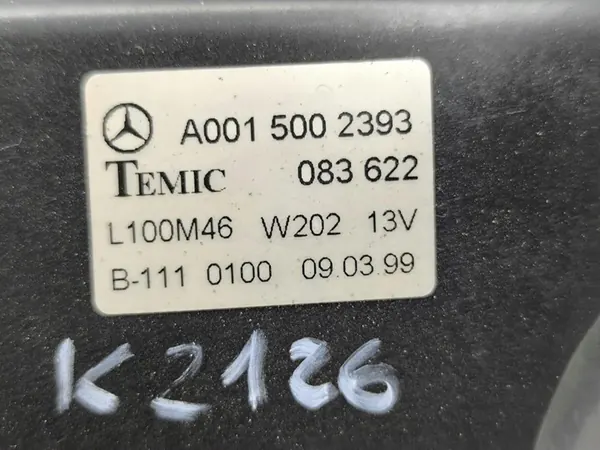 A001 500 2393
TEMIC 083 622
L100M46 W202 13V
B-111 0100 09.03.99
K2126